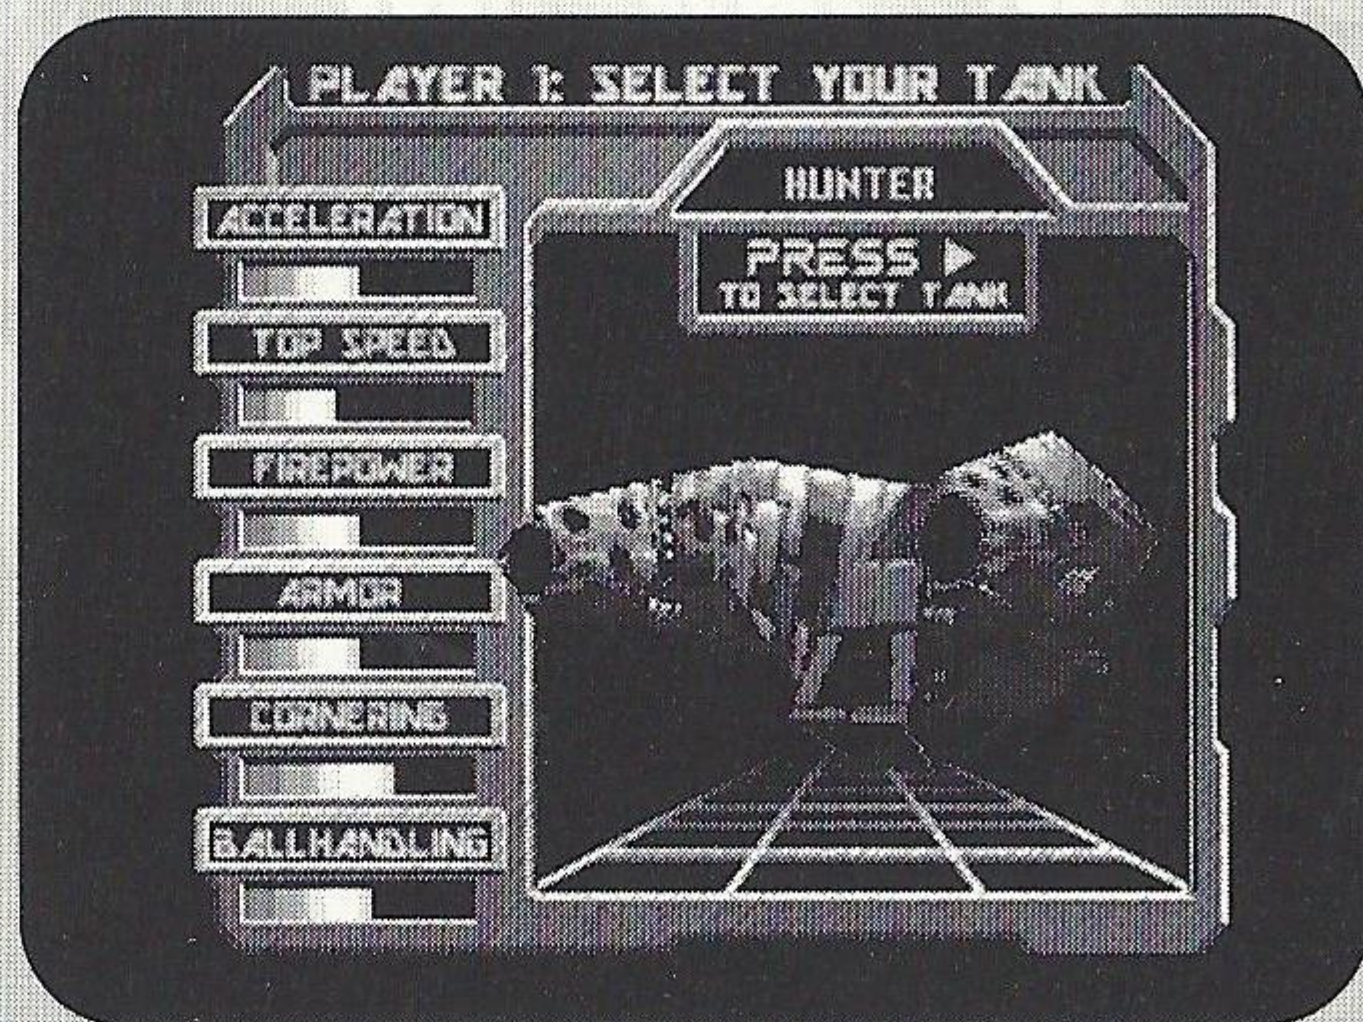 PLAYER 1: SELECT YOUR TANK
HUNTER
PRESS ▶
TO SELECT TANK
ACCELERATION
TOP SPEED
FIREPOWER
ARMOR
CORNERING
BALLHANDLING